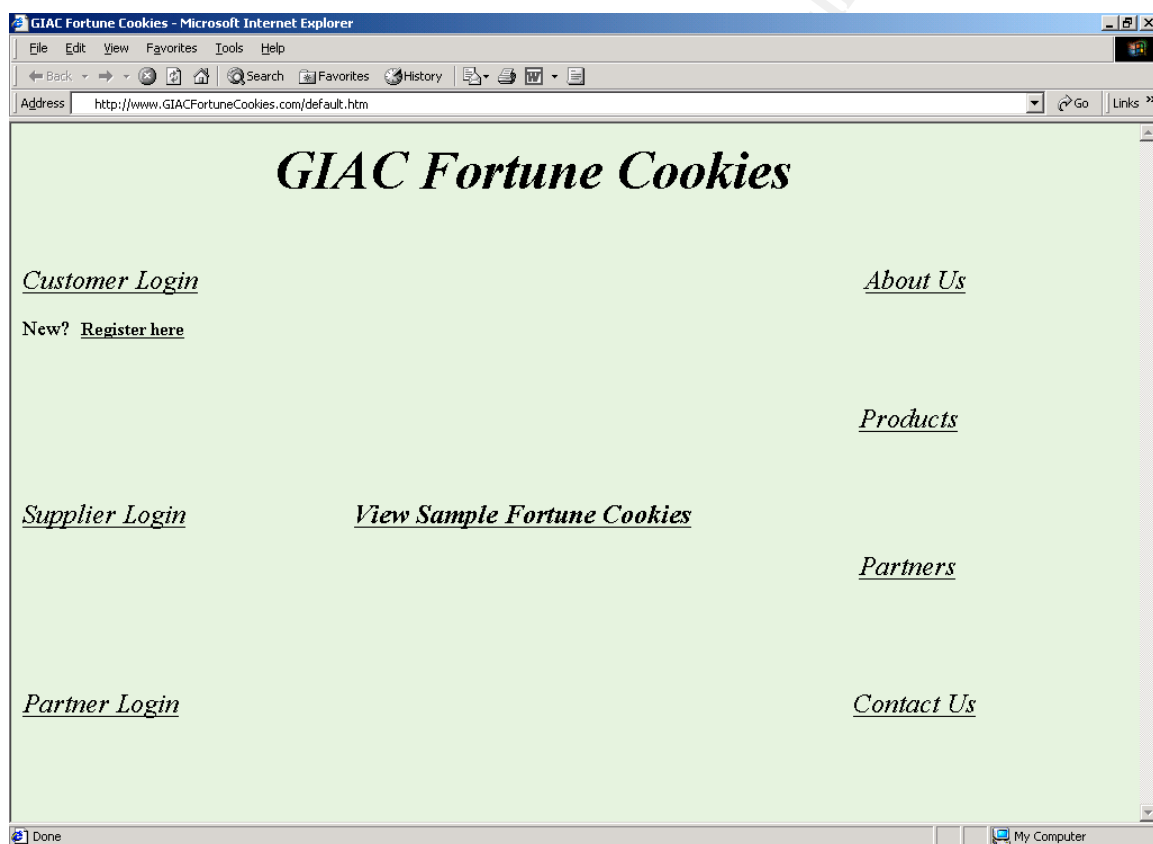 GIAC Fortune Cookies - Microsoft Internet Explorer
File Edit View Favorites Tools Help
Back Search Favorites History
Address http://www.GIACFortuneCookies.com/default.htm Go Links »
GIAC Fortune Cookies
Customer Login About Us
New? Register here
Products
Supplier Login View Sample Fortune Cookies
Partners
Partner Login Contact Us
Done My Computer